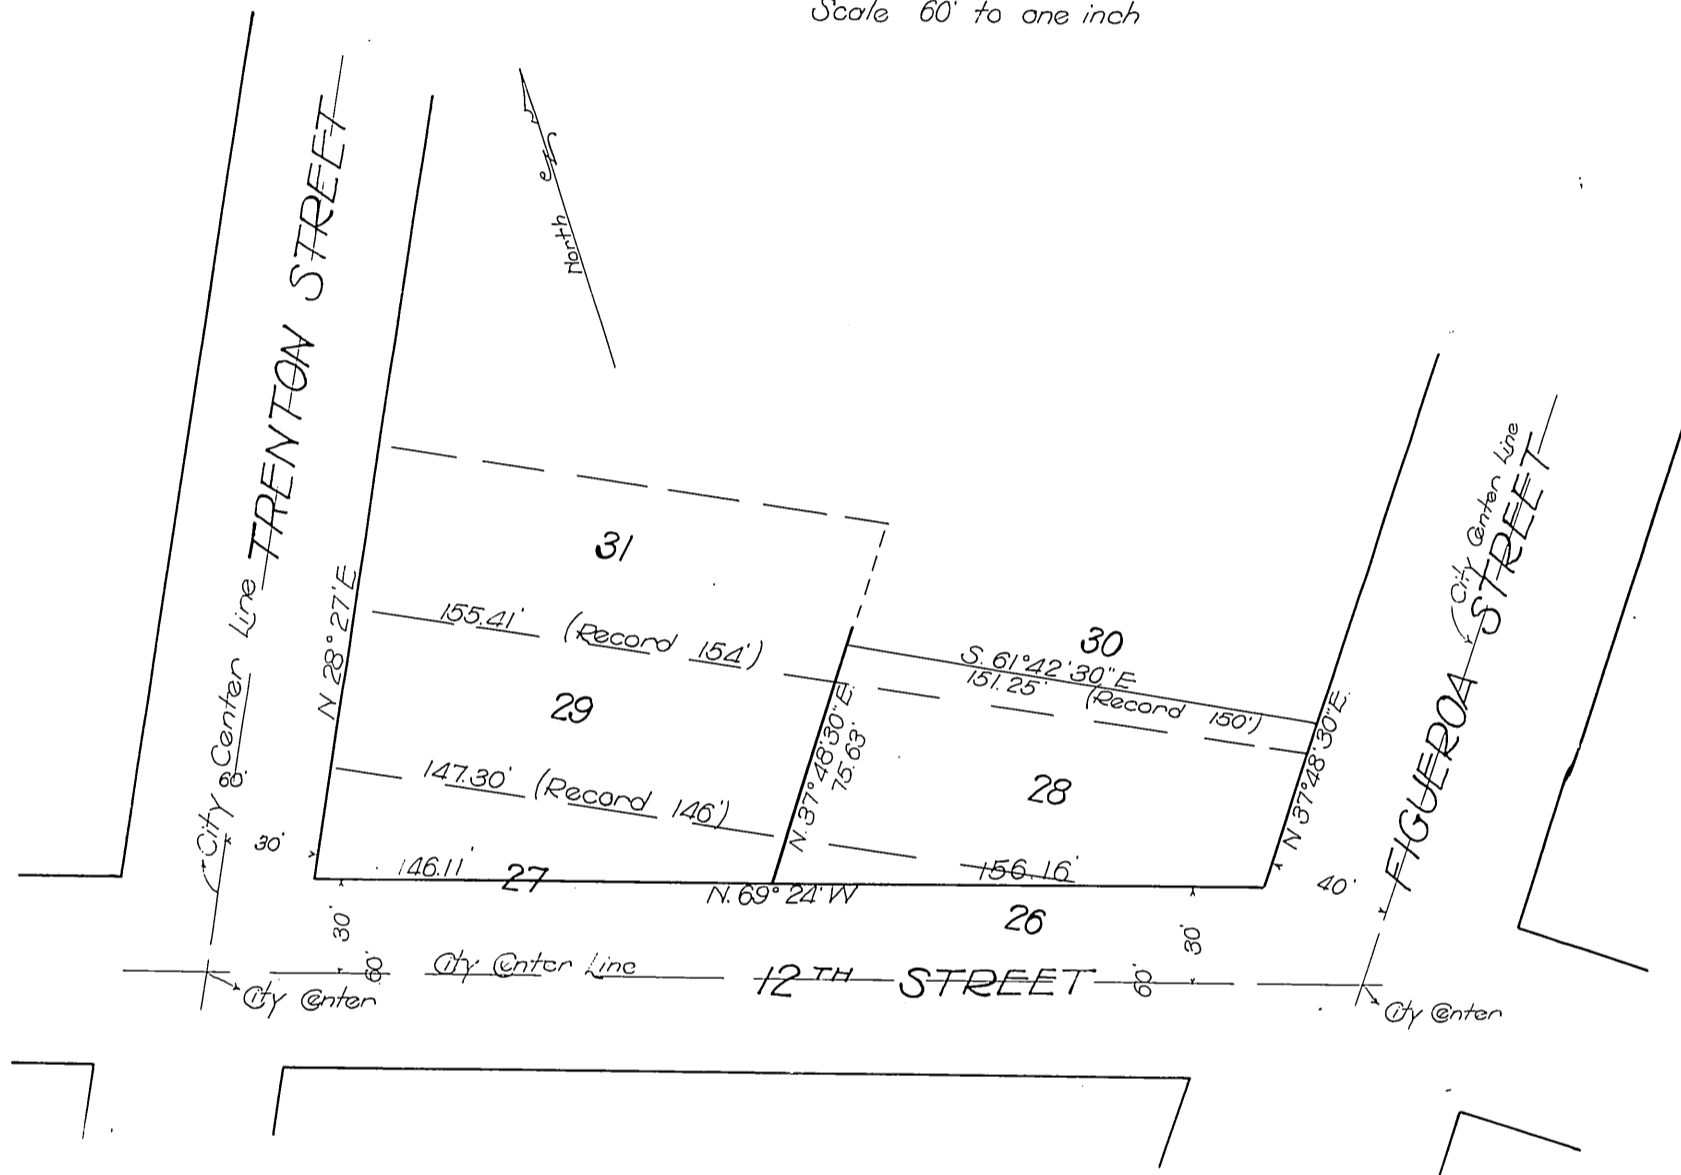 Scale 60' to one inch
TRENTON STREET
City Center Line
North
31
N 28° 27' E
155.41' (Record 154')
30
S. 61° 42' 30" E
151.25' (Record 150')
29
N. 37° 48' 30" E.
75.63'
28
N 37° 48' 30" E.
City Center Line
FIGUEROA STREET
147.30' (Record 146')
60'
30'
146.11'
27
N. 69° 24' W
156.16'
26
40'
30'
60'
City Center Line
12TH STREET
30'
60'
City Center
City Center